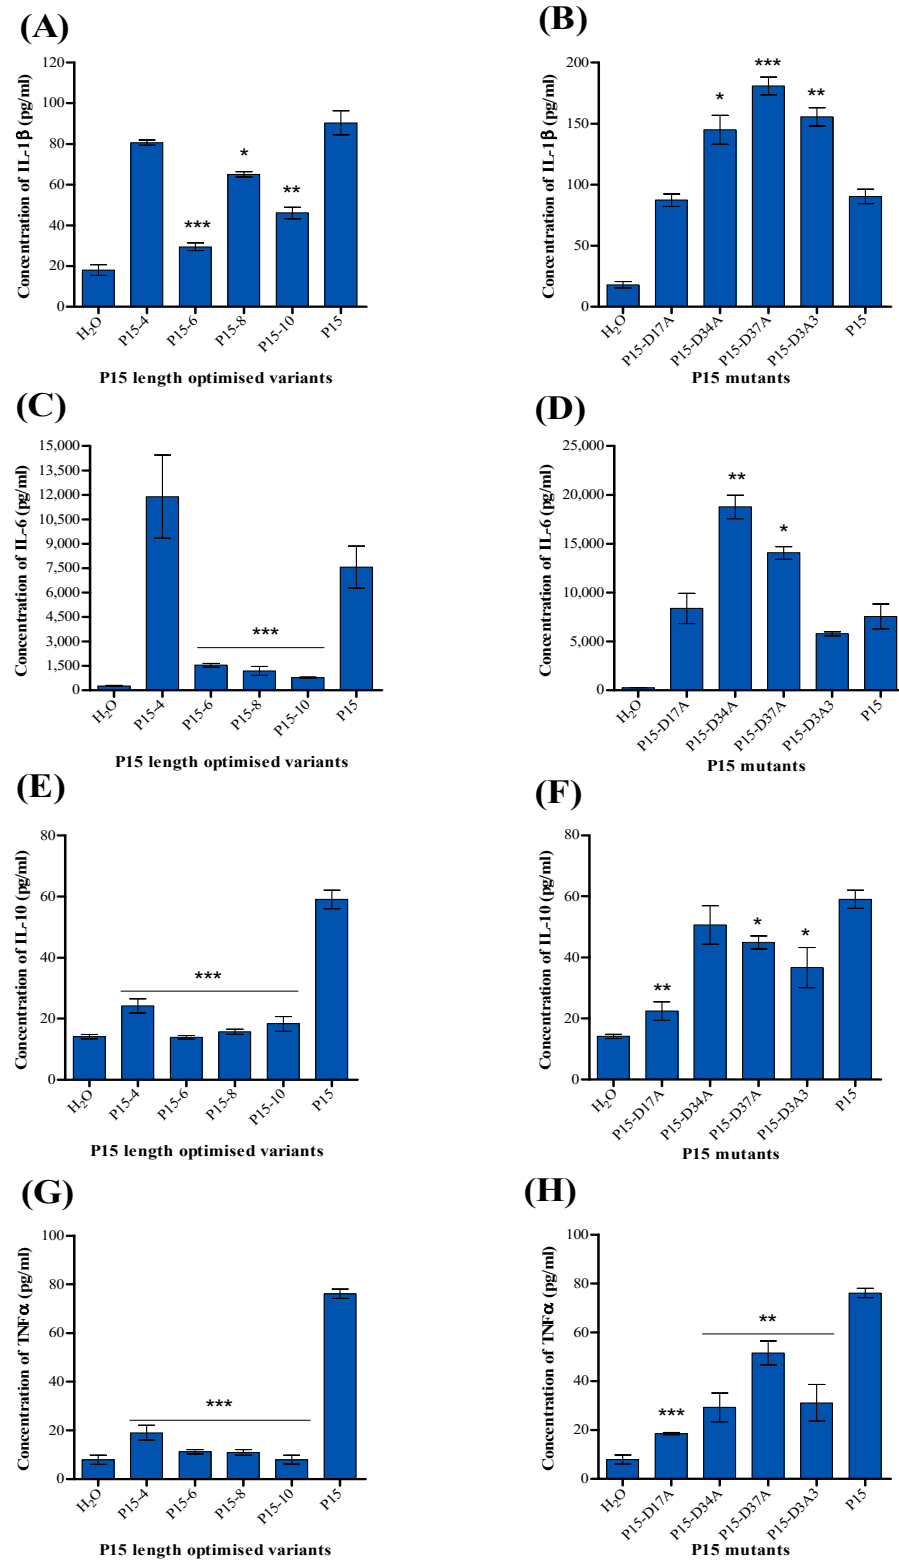 (A)
Concentration of IL-1β (pg/ml)
120
100
80
60
40
20
0
***
*
**
H₂O
P15-4
P15-6
P15-8
P15-10
P15
P15 length optimised variants
(B)
Concentration of IL-1β (pg/ml)
200
150
100
50
0
*
***
**
H₂O
P15-D17A
P15-D34A
P15-D37A
P15-D3A3
P15
P15 mutants
(C)
Concentration of IL-6 (pg/ml)
15,000
13,500
12,000
10,500
9,000
7,500
6,000
4,500
3,000
1,500
0
***
H₂O
P15-4
P15-6
P15-8
P15-10
P15
P15 length optimised variants
(D)
Concentration of IL-6 (pg/ml)
25,000
20,000
15,000
10,000
5,000
0
**
*
H₂O
P15-D17A
P15-D34A
P15-D37A
P15-D3A3
P15
P15 mutants
(E)
Concentration of IL-10 (pg/ml)
80
60
40
20
0
***
H₂O
P15-4
P15-6
P15-8
P15-10
P15
P15 length optimised variants
(F)
Concentration of IL-10 (pg/ml)
80
60
40
20
0
**
*
*
H₂O
P15-D17A
P15-D34A
P15-D37A
P15-D3A3
P15
P15 mutants
(G)
Concentration of TNFα (pg/ml)
100
80
60
40
20
0
***
H₂O
P15-4
P15-6
P15-8
P15-10
P15
P15 length optimised variants
(H)
Concentration of TNFα (pg/ml)
100
80
60
40
20
0
***
**
H₂O
P15-D17A
P15-D34A
P15-D37A
P15-D3A3
P15
P15 mutants